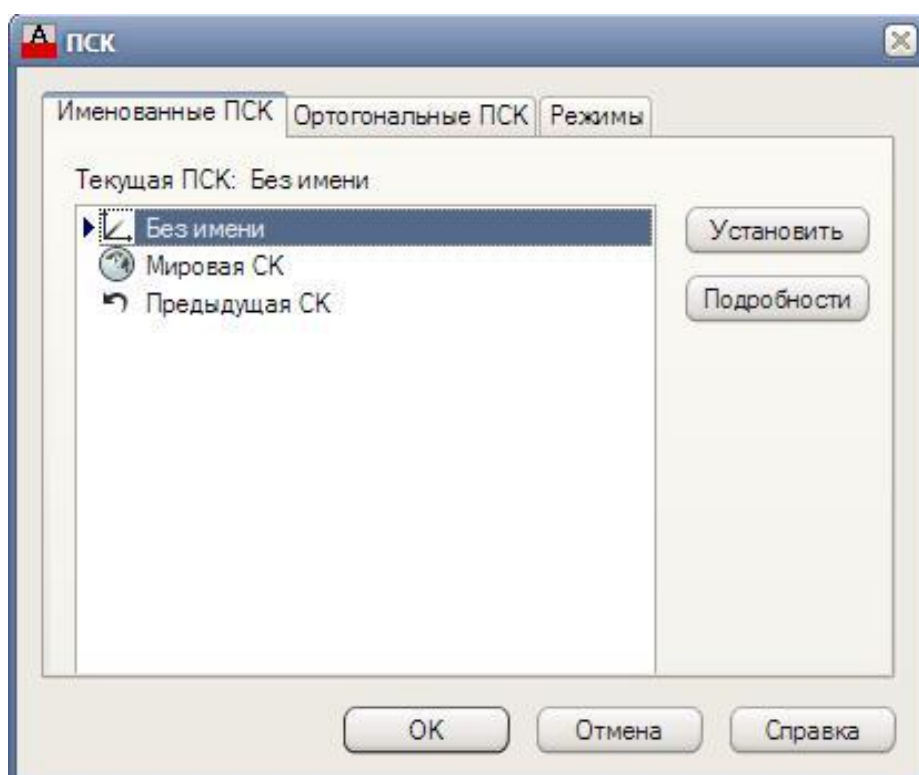 ПСК
Именованные ПСК Ортогональные ПСК Режимы
Текущая ПСК: Без имени
Без имени
Мировая СК
Предыдущая СК
Установить
Подробности
ОК Отмена Справка